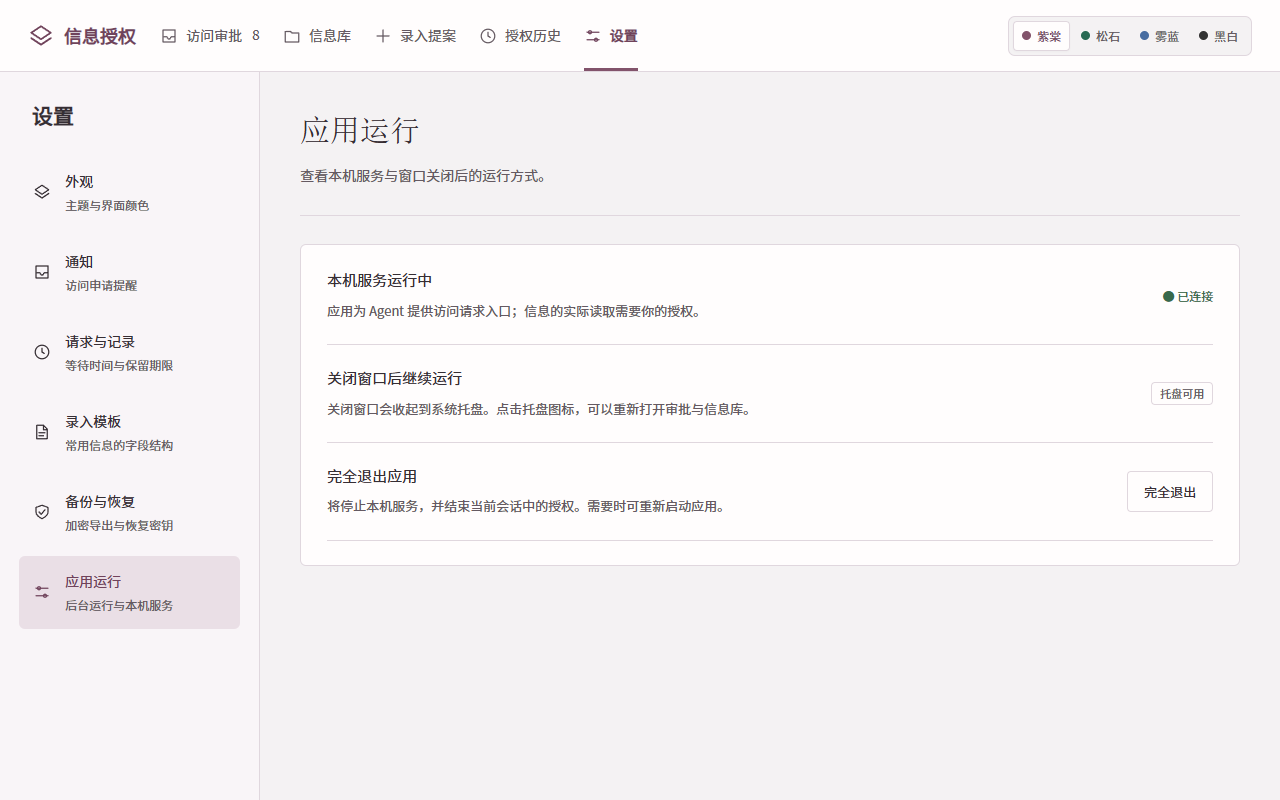 信息授权
访问审批 8
信息库
录入提案
授权历史
设置
紫棠
松石
雾蓝
黑白
设置
外观
主题与界面颜色
通知
访问申请提醒
请求与记录
等待时间与保留期限
录入模板
常用信息的字段结构
备份与恢复
加密导出与恢复密钥
应用运行
后台运行与本机服务
应用运行
查看本机服务与窗口关闭后的运行方式。
本机服务运行中
应用为 Agent 提供访问请求入口；信息的实际读取需要你的授权。
已连接
关闭窗口后继续运行
关闭窗口会收起到系统托盘。点击托盘图标，可以重新打开审批与信息库。
托盘可用
完全退出应用
将停止本机服务，并结束当前会话中的授权。需要时可重新启动应用。
完全退出